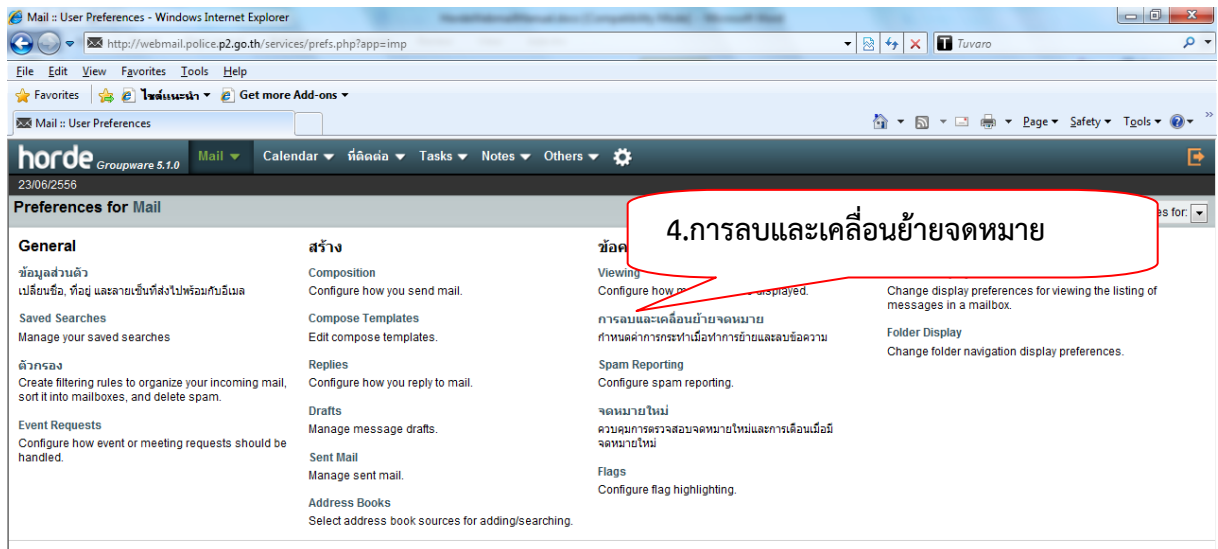 Mail :: User Preferences - Windows Internet Explorer
http://webmail.police.p2.go.th/services/prefs.php?app=imp
Tuvaro
File Edit View Favorites Tools Help
Favorites ไซต์แนะนำ Get more Add-ons
Mail :: User Preferences
Page Safety Tools
horde Groupware 5.1.0 Mail Calendar ที่ติดต่อ Tasks Notes Others
23/06/2556
Preferences for Mail
es for:
4.การลบและเคลื่อนย้ายจดหมาย
General
ข้อมูลส่วนตัว
เปลี่ยนชื่อ, ที่อยู่ และลายเซ็นที่ส่งไปพร้อมกับอีเมล
Saved Searches
Manage your saved searches
ตัวกรอง
Create filtering rules to organize your incoming mail,
sort it into mailboxes, and delete spam.
Event Requests
Configure how event or meeting requests should be
handled.
สร้าง
Composition
Configure how you send mail.
Compose Templates
Edit compose templates.
Replies
Configure how you reply to mail.
Drafts
Manage message drafts.
Sent Mail
Manage sent mail.
Address Books
Select address book sources for adding/searching.
ข้อค
Viewing
Configure how m displayed.
การลบและเคลื่อนย้ายจดหมาย
กำหนดค่าการกระทำเมื่อทำการย้ายและลบข้อความ
Spam Reporting
Configure spam reporting.
จดหมายใหม่
ควบคุมการตรวจสอบจดหมายใหม่และการเตือนเมื่อมี
จดหมายใหม่
Flags
Configure flag highlighting.
Change display preferences for viewing the listing of
messages in a mailbox.
Folder Display
Change folder navigation display preferences.